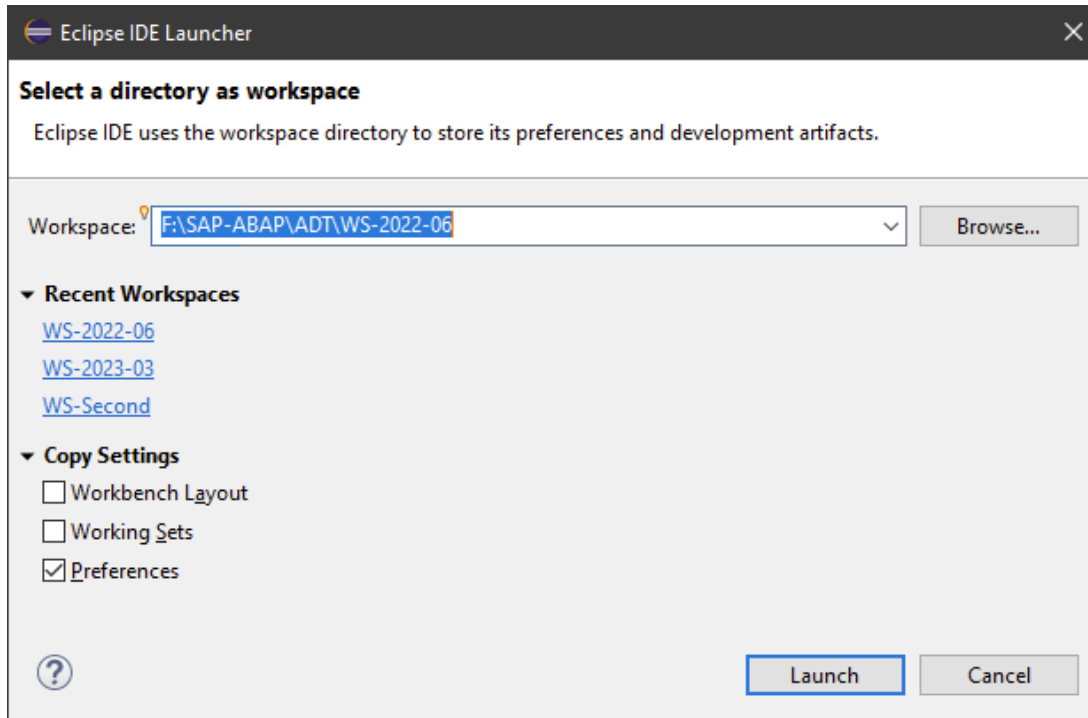 Eclipse IDE Launcher
Select a directory as workspace
Eclipse IDE uses the workspace directory to store its preferences and development artifacts.
Workspace: F:\SAP-ABAP\ADT\WS-2022-06 Browse...
Recent Workspaces
WS-2022-06
WS-2023-03
WS-Second
Copy Settings
Workbench Layout
Working Sets
Preferences
? Launch Cancel